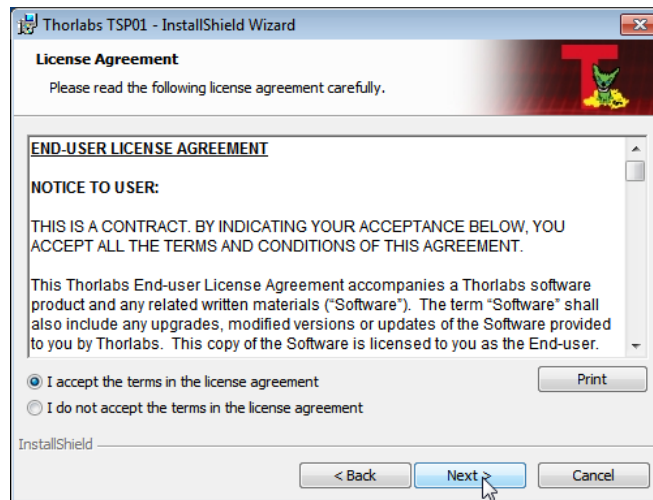 Thorlabs TSP01 - InstallShield Wizard
License Agreement
Please read the following license agreement carefully.
END-USER LICENSE AGREEMENT
NOTICE TO USER:
THIS IS A CONTRACT. BY INDICATING YOUR ACCEPTANCE BELOW, YOU
ACCEPT ALL THE TERMS AND CONDITIONS OF THIS AGREEMENT.
This Thorlabs End-user License Agreement accompanies a Thorlabs software
product and any related written materials (“Software”).  The term “Software” shall
also include any upgrades, modified versions or updates of the Software provided
to you by Thorlabs.  This copy of the Software is licensed to you as the End-user.
I accept the terms in the license agreement
Print
I do not accept the terms in the license agreement
InstallShield
< Back
Next >
Cancel